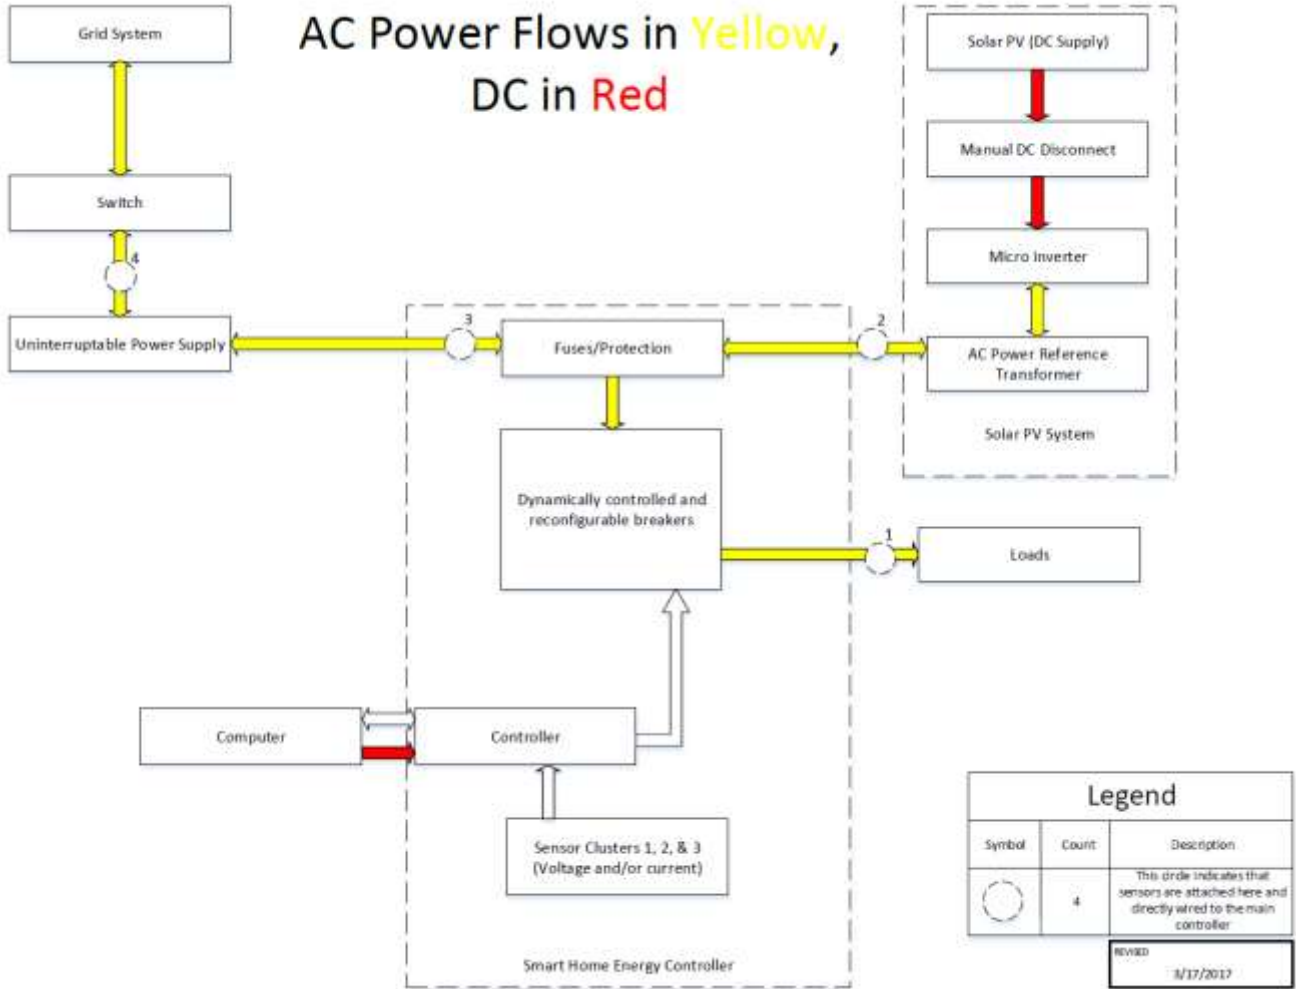 AC Power Flows in Yellow,
DC in Red
Grid System
Switch
4
Uninterruptable Power Supply
3
Fuses/Protection
2
Solar PV (DC Supply)
Manual DC Disconnect
Micro Inverter
AC Power Reference
Transformer
Solar PV System
Dynamically controlled and
reconfigurable breakers
1
Loads
Computer
Controller
Sensor Clusters 1, 2, & 3
(Voltage and/or current)
Smart Home Energy Controller
Legend
Symbol Count Description
4
This circle indicates that
sensors are attached here and
directly wired to the main
controller
REVISED
3/17/2017